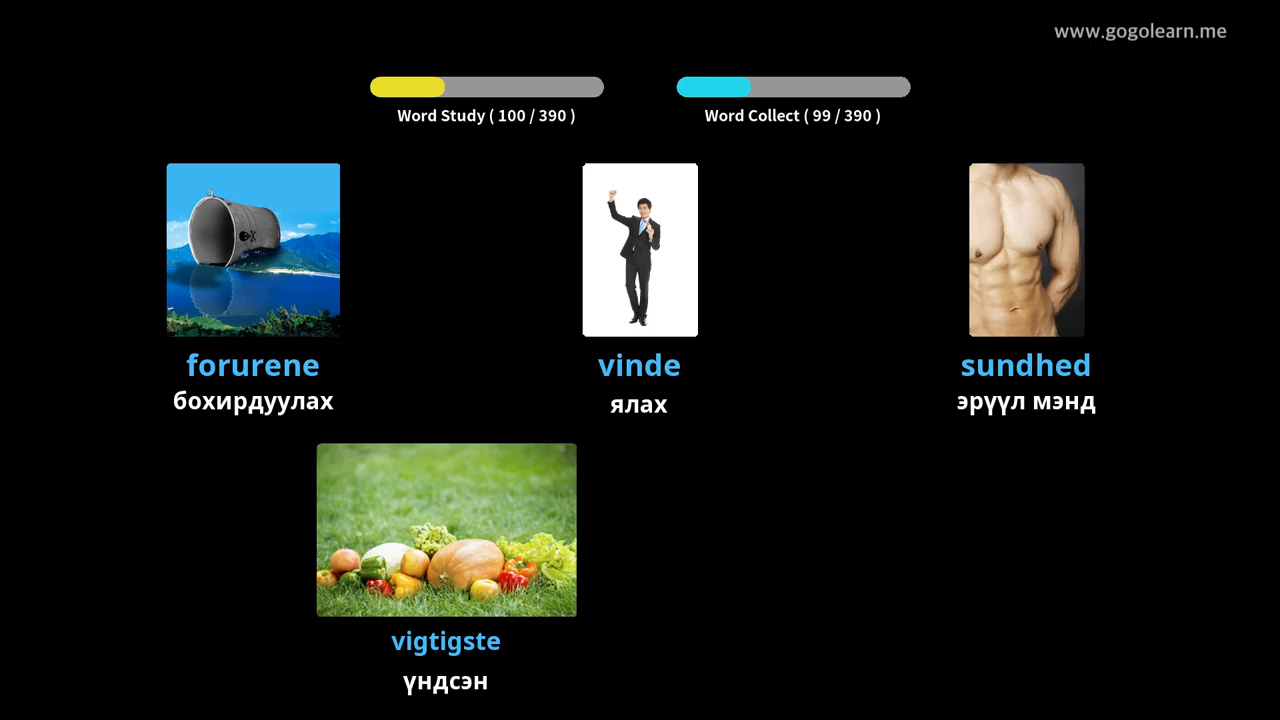 www.gogolearn.me
Word Study ( 100 / 390 )
Word Collect ( 99 / 390 )
forurene
бохирдуулах
vinde
ялах
sundhed
эрүүл мэнд
vigtigste
үндсэн